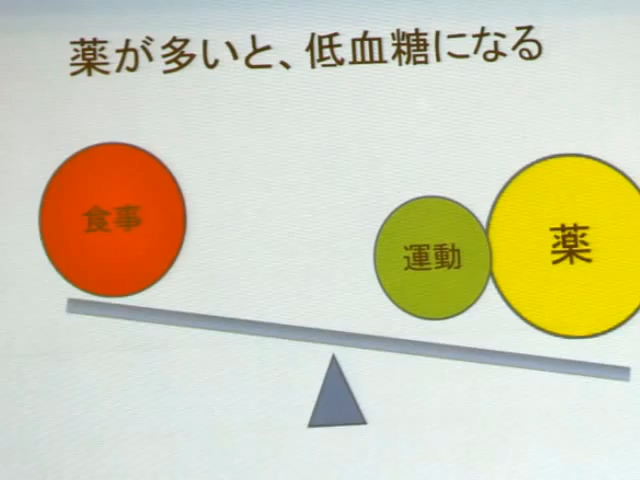 薬が多いと、低血糖になる
食事
運動
薬